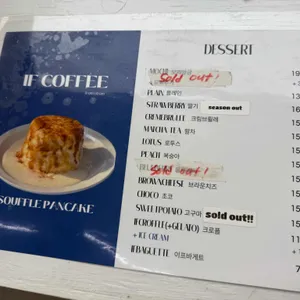 IF COFFEE
SOUFFLE PANCAKE
DESSERT
MOCHI
Sold out!
PLAIN 플레인
STRAWBERRY 딸기 season out
CREMEBRULEE 크림브륄레
MATCHA TEA 말차
LOTUS 로투스
PEACH 복숭아
Sold out!
BROWNCHEESE 브라운치즈
CHOCO 초코
SWEETPOTATO 고구마 sold out!!
IFCROFFLE(+GELATO) 크로플
+ ICE CREAM
IFBAGUETTE 이프바게트